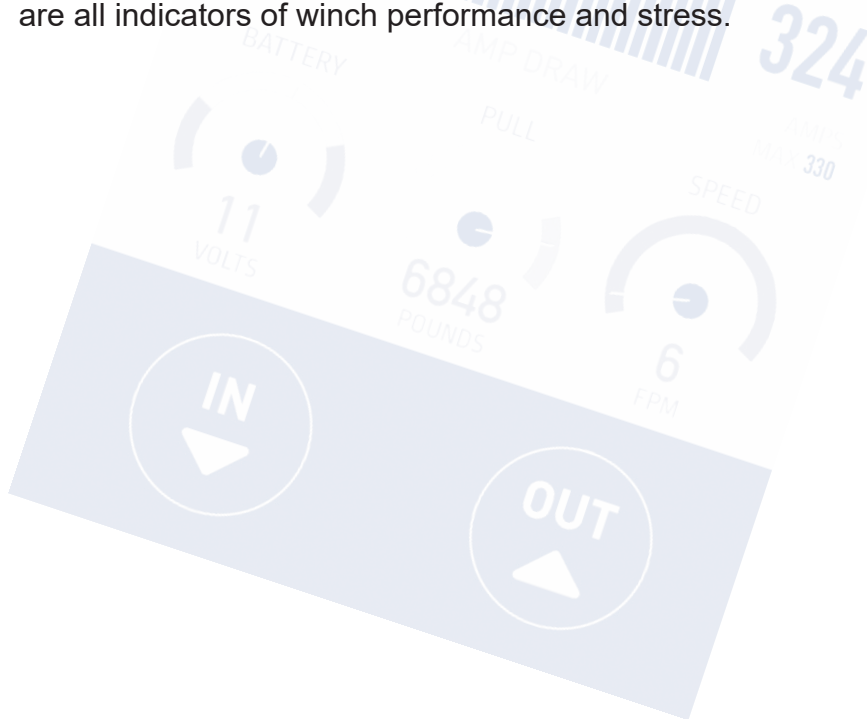 are all indicators of winch performance and stress.
324
AMP DRAW
AMPS
MAX 330
BATTERY
11
VOLTS
PULL
6848
POUNDS
SPEED
6
FPM
IN
OUT